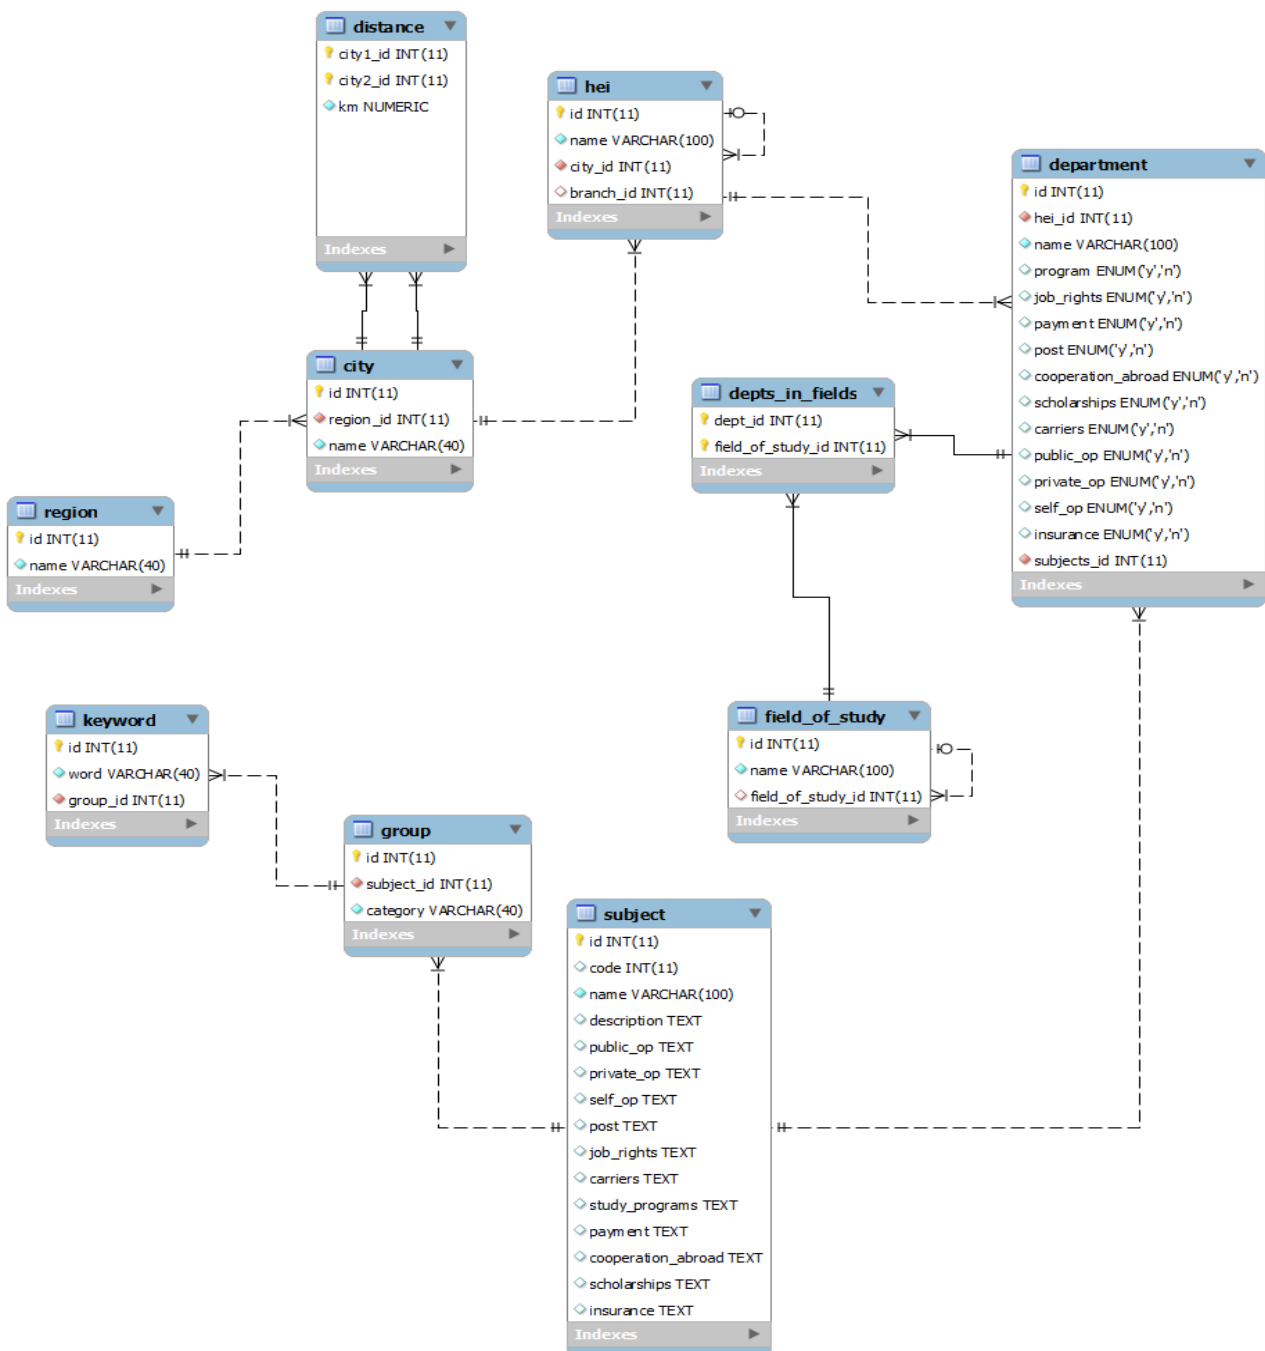 distance
city1_id INT(11)
city2_id INT(11)
km NUMERIC
Indexes
hei
id INT(11)
name VARCHAR(100)
city_id INT(11)
branch_id INT(11)
Indexes
department
id INT(11)
hei_id INT(11)
name VARCHAR(100)
program ENUM('y','n')
job_rights ENUM('y','n')
payment ENUM('y','n')
post ENUM('y','n')
cooperation_abroad ENUM('y','n')
scholarships ENUM('y','n')
carriers ENUM('y','n')
public_op ENUM('y','n')
private_op ENUM('y','n')
self_op ENUM('y','n')
insurance ENUM('y','n')
subjects_id INT(11)
Indexes
city
id INT(11)
region_id INT(11)
name VARCHAR(40)
Indexes
depts_in_fields
dept_id INT(11)
field_of_study_id INT(11)
Indexes
region
id INT(11)
name VARCHAR(40)
Indexes
keyword
id INT(11)
word VARCHAR(40)
group_id INT(11)
Indexes
field_of_study
id INT(11)
name VARCHAR(100)
field_of_study_id INT(11)
Indexes
group
id INT(11)
subject_id INT(11)
category VARCHAR(40)
Indexes
subject
id INT(11)
code INT(11)
name VARCHAR(100)
description TEXT
public_op TEXT
private_op TEXT
self_op TEXT
post TEXT
job_rights TEXT
carriers TEXT
study_programs TEXT
payment TEXT
cooperation_abroad TEXT
scholarships TEXT
insurance TEXT
Indexes